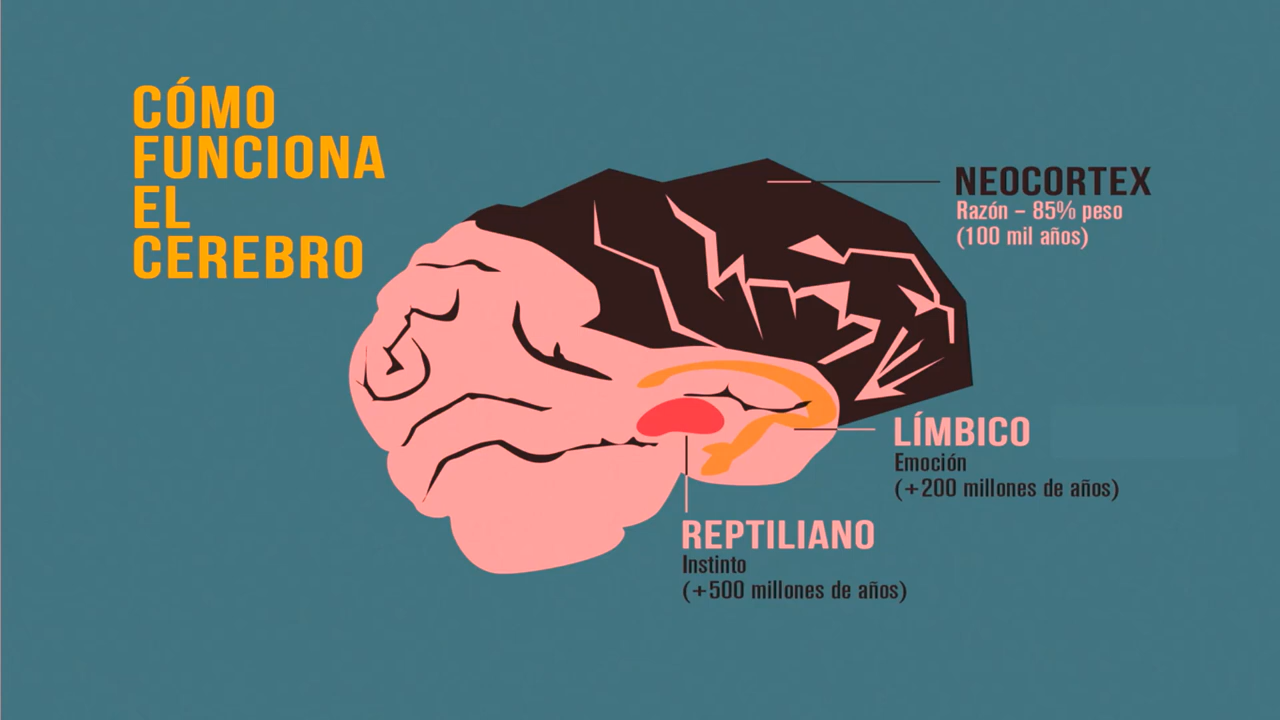 CÓMO
FUNCIONA
EL
CEREBRO
NEOCORTEX
Razón – 85% peso
(100 mil años)
LÍMBICO
Emoción
(+200 millones de años)
REPTILIANO
Instinto
(+500 millones de años)